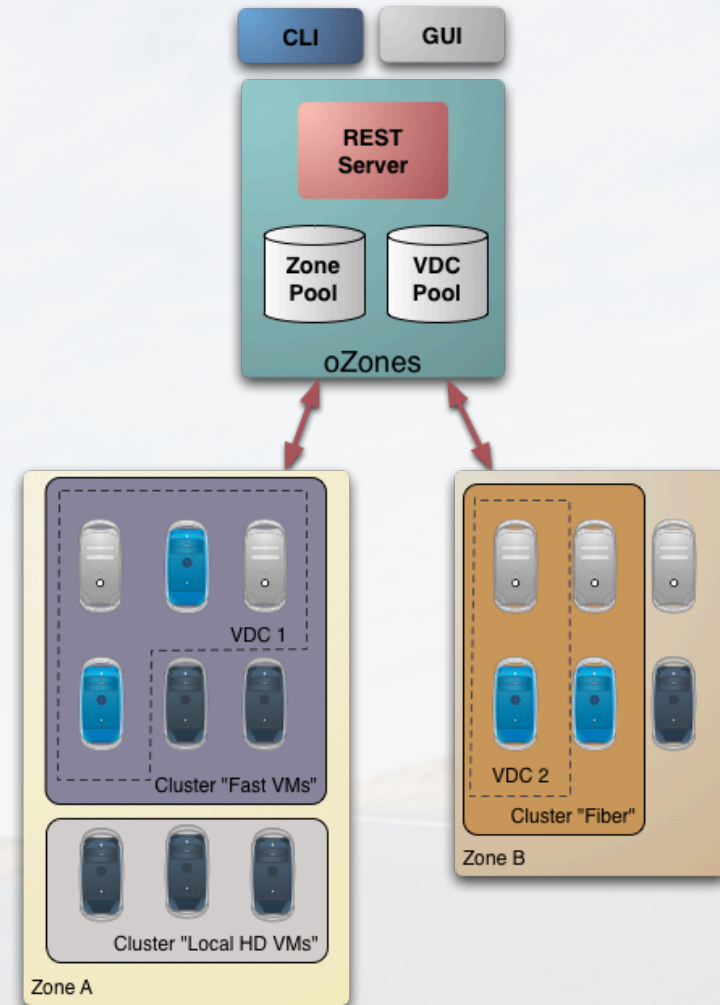 CLI
GUI
REST
Server
Zone
Pool
VDC
Pool
oZones
VDC 1
Cluster "Fast VMs"
Cluster "Local HD VMs"
Zone A
VDC 2
Cluster "Fiber"
Zone B